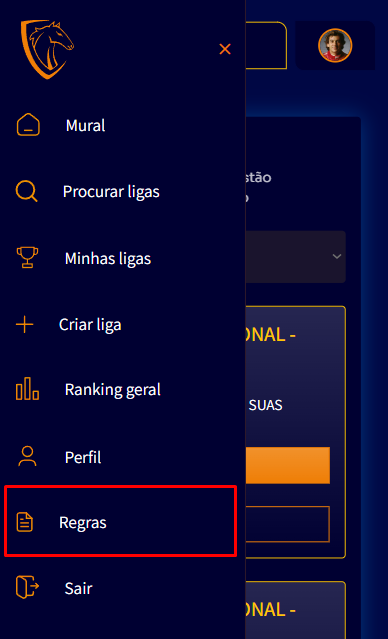 Mural
stão
o
Procurar ligas
Minhas ligas
Criar liga
ONAL -
Ranking geral
SUAS
Perfil
Regras
Sair
ONAL -